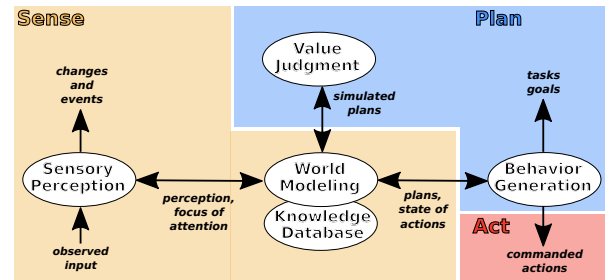 Sense
Plan
Value
Judgment
changes
and
events
simulated
plans
tasks
goals
Sensory
Perception
World
Modeling
Behavior
Generation
perception,
focus of
attention
plans,
state of
actions
Knowledge
Database
Act
observed
input
commanded
actions